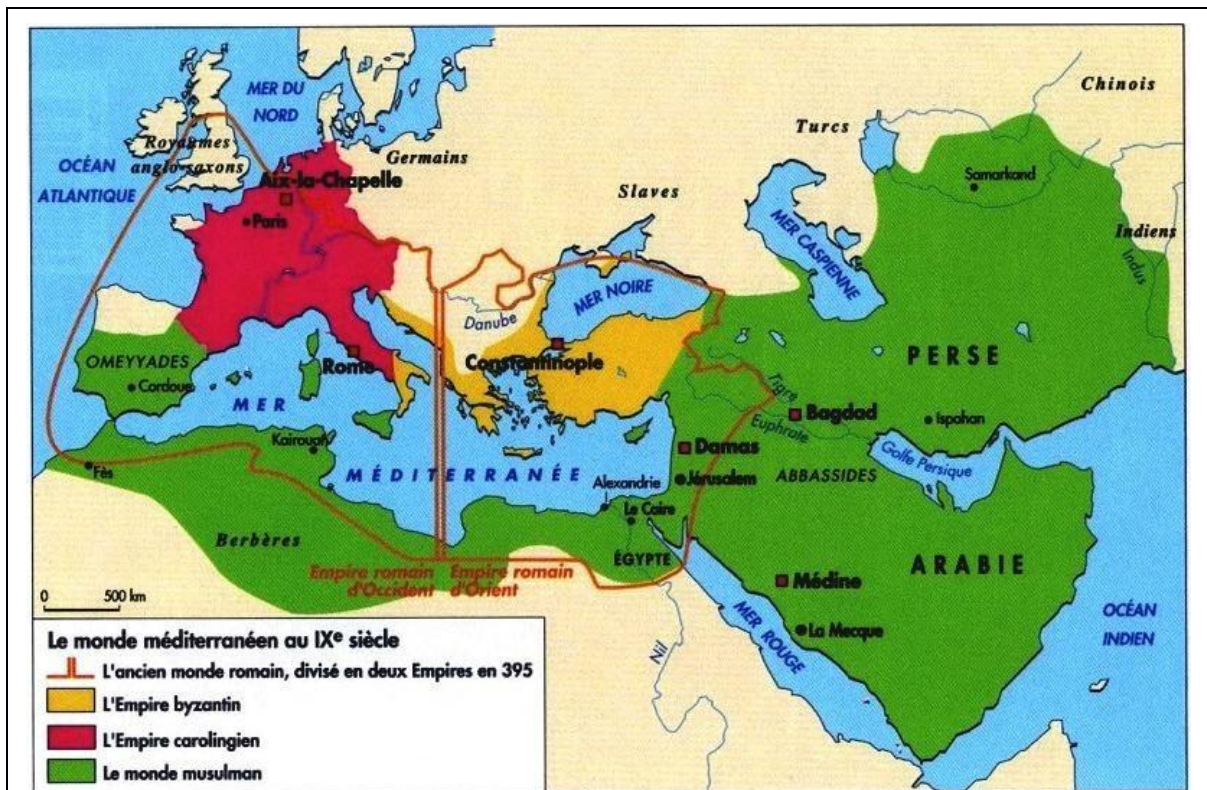 MER DU
NORD
Chinois
Turcs
Royaumes
anglo-saxons
Germains
OCÉAN
ATLANTIQUE
Aix-la-Chapelle
Samarkand
Slaves
Paris
Indiens
MER CASPIENNE
Indus
MER NOIRE
Danube
OMEYYADES
Rome
Constantinople
PERSE
Cordoue
Tigre
MER
Bagdad
Ispahan
Euphrate
Kairouan
Damas
Golfe Persique
Fès
MÉDITERRANÉE
Jérusalem
ABBASSIDES
Alexandrie
Le Caire
Berbères
ÉGYPTE
ARABIE
Empire romain
d'Occident
Empire romain
d'Orient
Médine
0 500 km
MER ROUGE
La Mecque
OCÉAN
INDIEN
Nil
Le monde méditerranéen au IXe siècle
L'ancien monde romain, divisé en deux Empires en 395
L'Empire byzantin
L'Empire carolingien
Le monde musulman